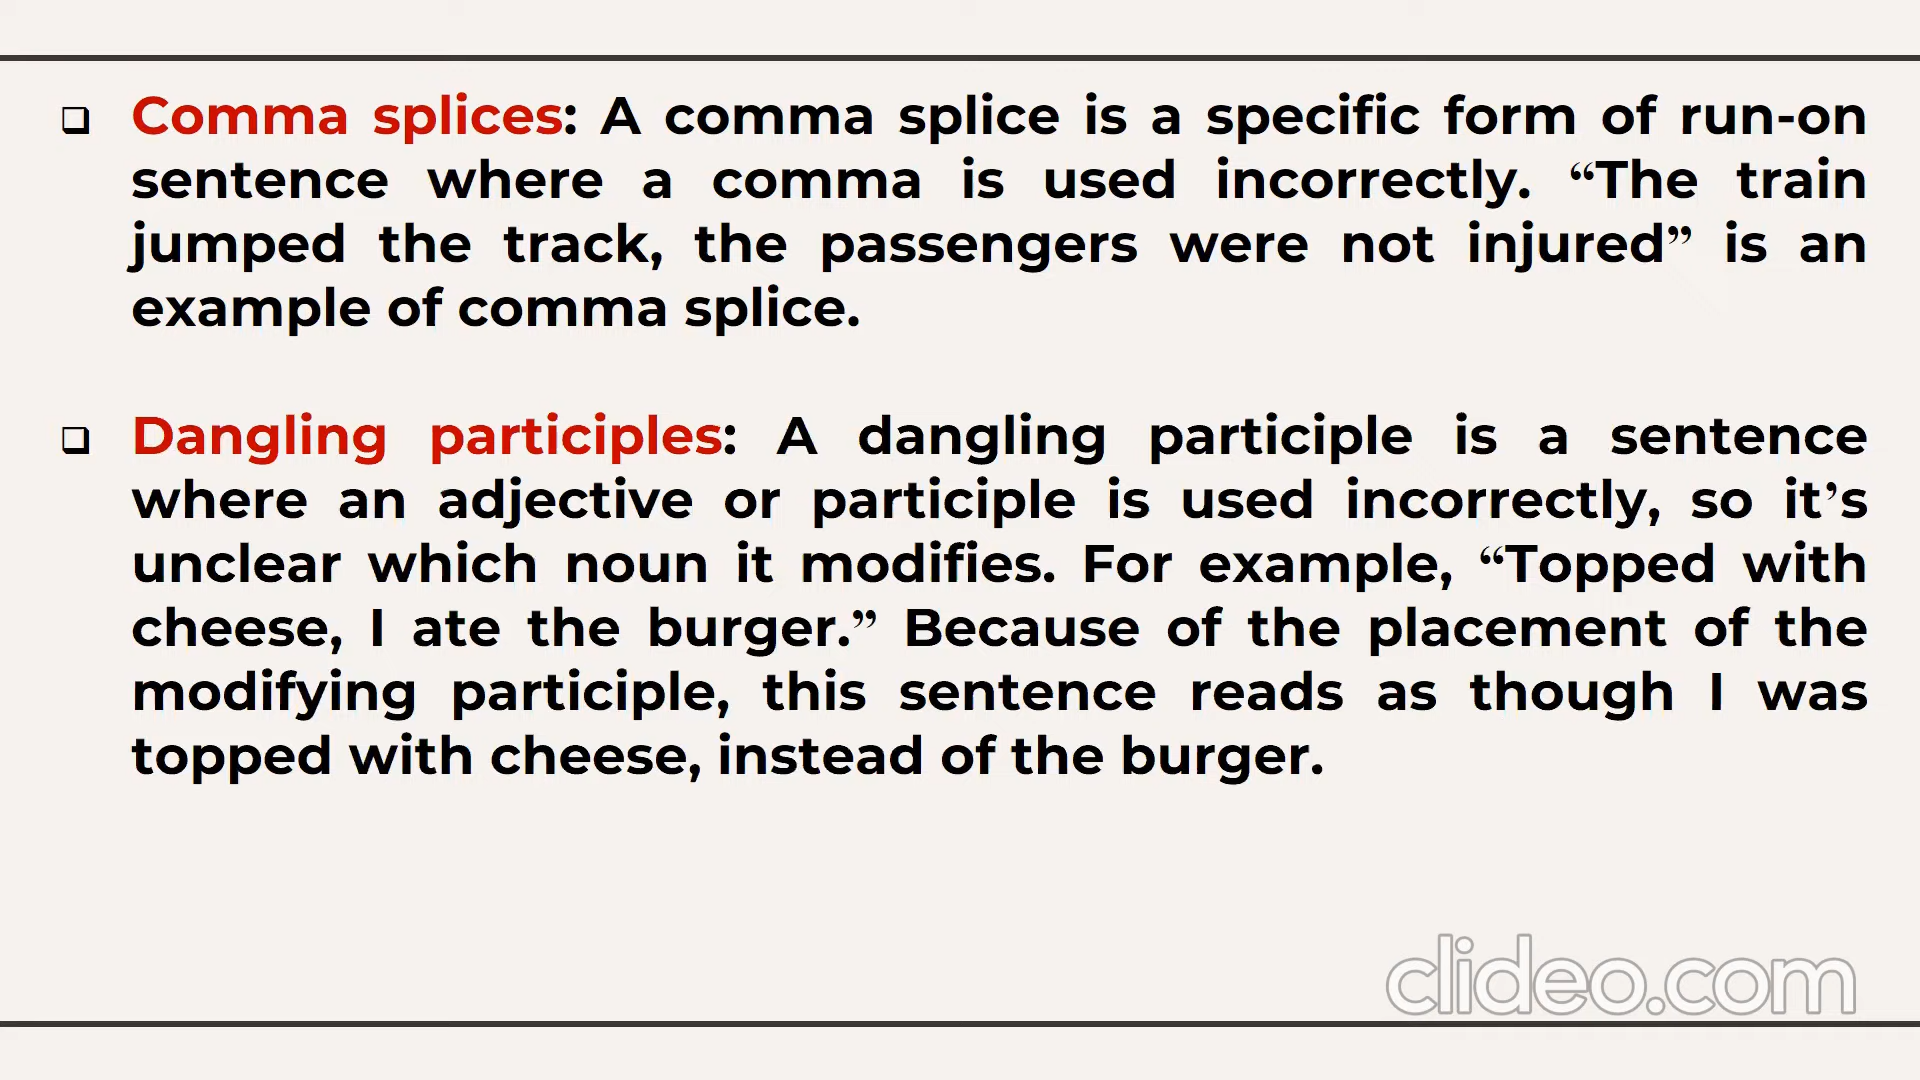 Comma splices: A comma splice is a specific form of run-on
sentence where a comma is used incorrectly. “The train
jumped the track, the passengers were not injured” is an
example of comma splice.
Dangling participles: A dangling participle is a sentence
where an adjective or participle is used incorrectly, so it’s
unclear which noun it modifies. For example, “Topped with
cheese, I ate the burger.” Because of the placement of the
modifying participle, this sentence reads as though I was
topped with cheese, instead of the burger.
clideo.com